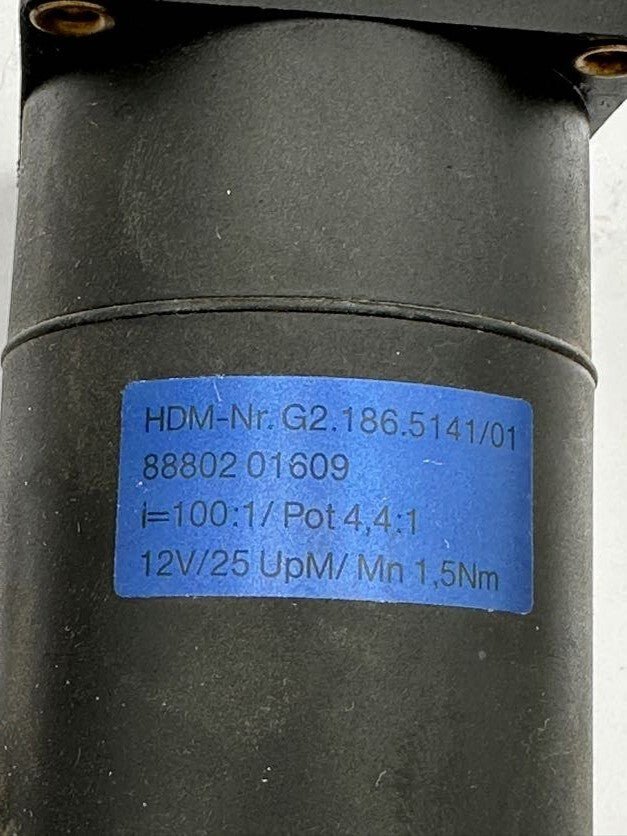 HDM-Nr. G2.186.5141/01
88802 01609
i=100:1/ Pot 4,4:1
12V/25 UpM/ Mn 1,5Nm